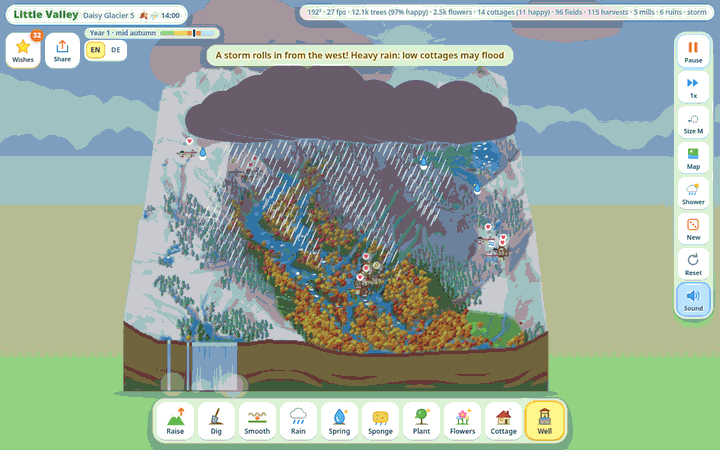 Little Valley Daisy Glacier 5 14:00
192² · 27 fps · 12.1k trees (97% happy) · 2.5k flowers · 14 cottages (11 happy) · 96 fields · 115 harvests · 5 mills · 6 ruins · storm
Year 1 · mid autumn
32
Wishes
Share
EN
DE
A storm rolls in from the west! Heavy rain: low cottages may flood
Pause
1x
Size M
Map
Shower
New
Reset
Sound
Raise
Dig
Smooth
Rain
Spring
Sponge
Plant
Flowers
Cottage
Well